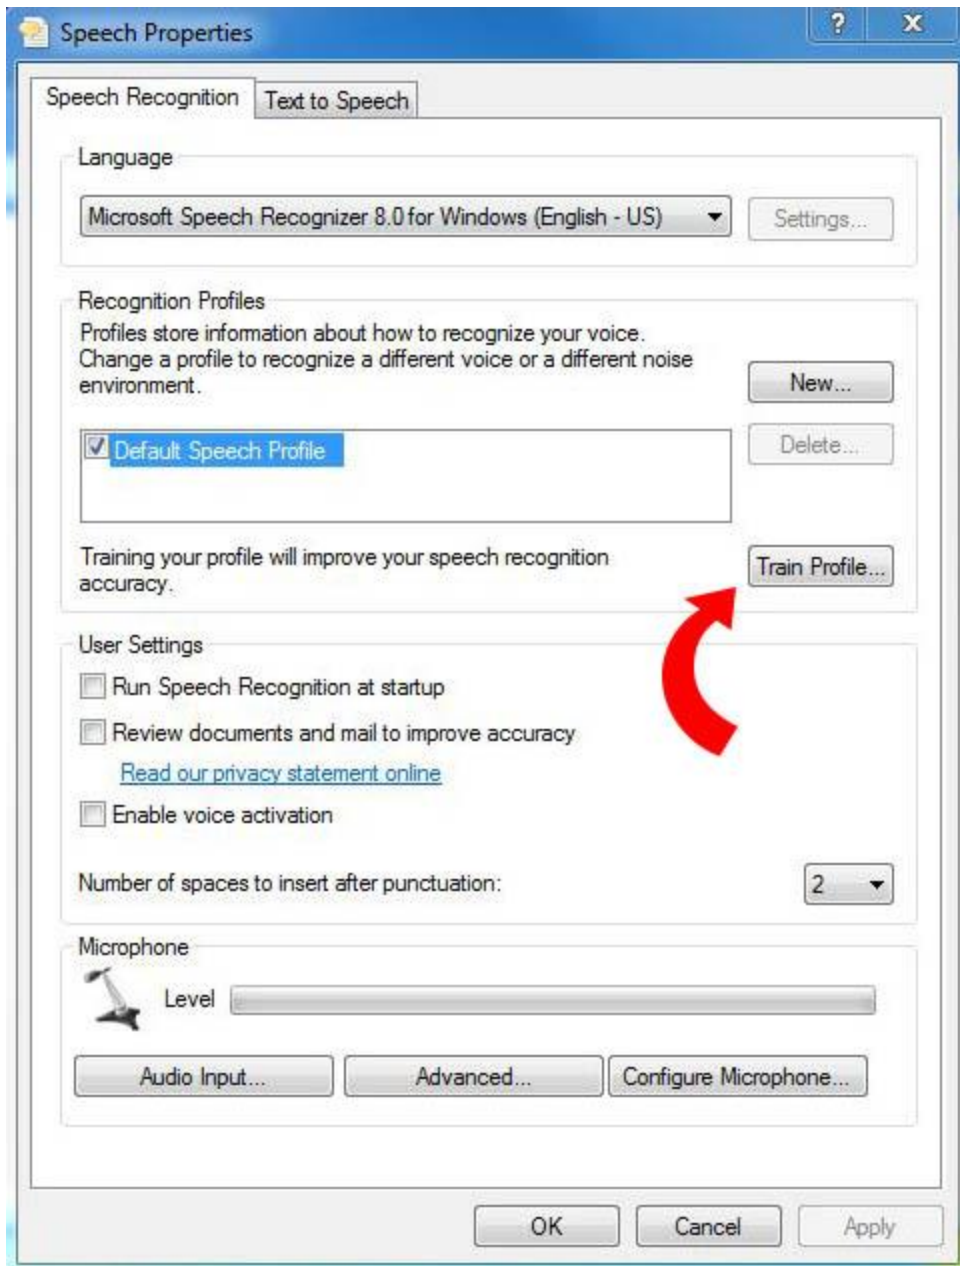 Speech Properties
Speech Recognition
Text to Speech
Language
Microsoft Speech Recognizer 8.0 for Windows (English - US)
Settings...
Recognition Profiles
Profiles store information about how to recognize your voice.
Change a profile to recognize a different voice or a different noise
environment.
New...
Default Speech Profile
Delete...
Training your profile will improve your speech recognition
accuracy.
Train Profile...
User Settings
Run Speech Recognition at startup
Review documents and mail to improve accuracy
Read our privacy statement online
Enable voice activation
Number of spaces to insert after punctuation:
2
Microphone
Level
Audio Input...
Advanced...
Configure Microphone...
OK
Cancel
Apply